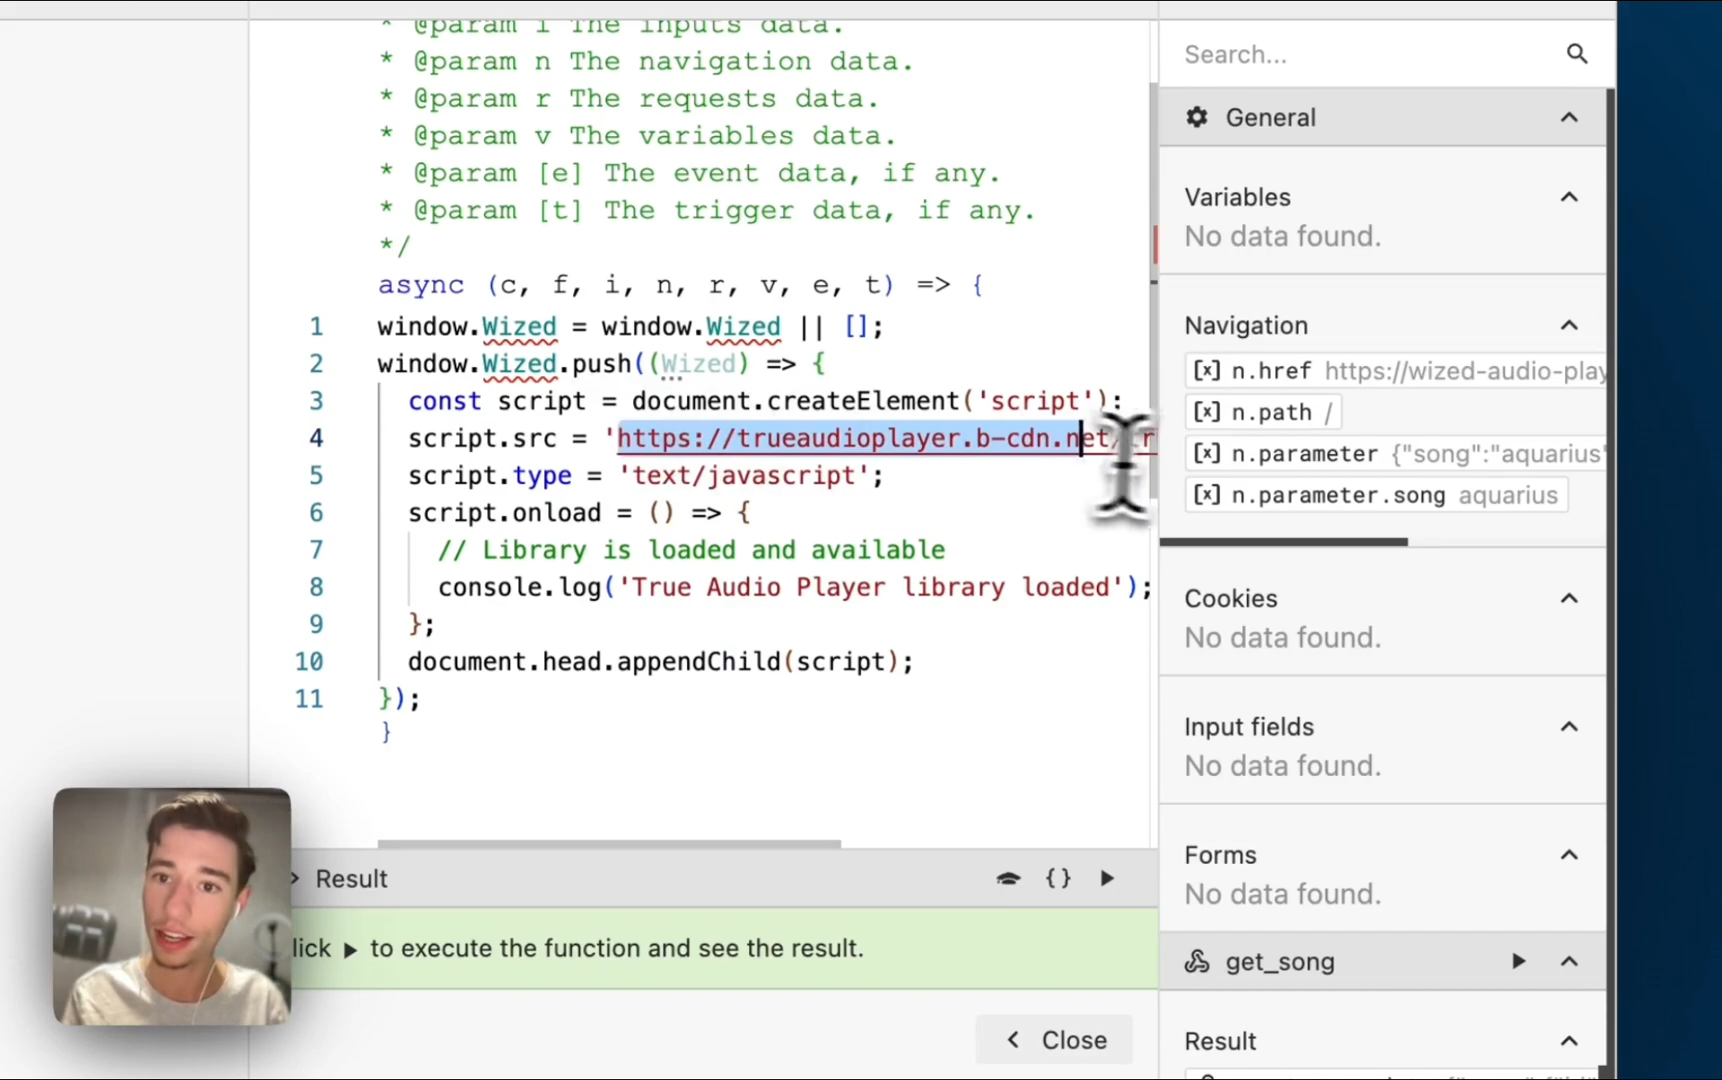 * @param i The inputs data.
* @param n The navigation data.
* @param r The requests data.
* @param v The variables data.
* @param [e] The event data, if any.
* @param [t] The trigger data, if any.
*/
async (c, f, i, n, r, v, e, t) => {
1 window.Wized = window.Wized || [];
2 window.Wized.push((Wized) => {
3 const script = document.createElement('script');
4 script.src = 'https://trueaudioplayer.b-cdn.net/
5 script.type = 'text/javascript';
6 script.onload = () => {
7 // Library is loaded and available
8 console.log('True Audio Player library loaded');
9 };
10 document.head.appendChild(script);
11 });
}
Result {}
lick ▶ to execute the function and see the result.
Close
Search...
General
Variables
No data found.
Navigation
[x] n.href https://wized-audio-play
[x] n.path /
[x] n.parameter {"song":"aquarius"
[x] n.parameter.song aquarius
Cookies
No data found.
Input fields
No data found.
Forms
No data found.
get_song
Result